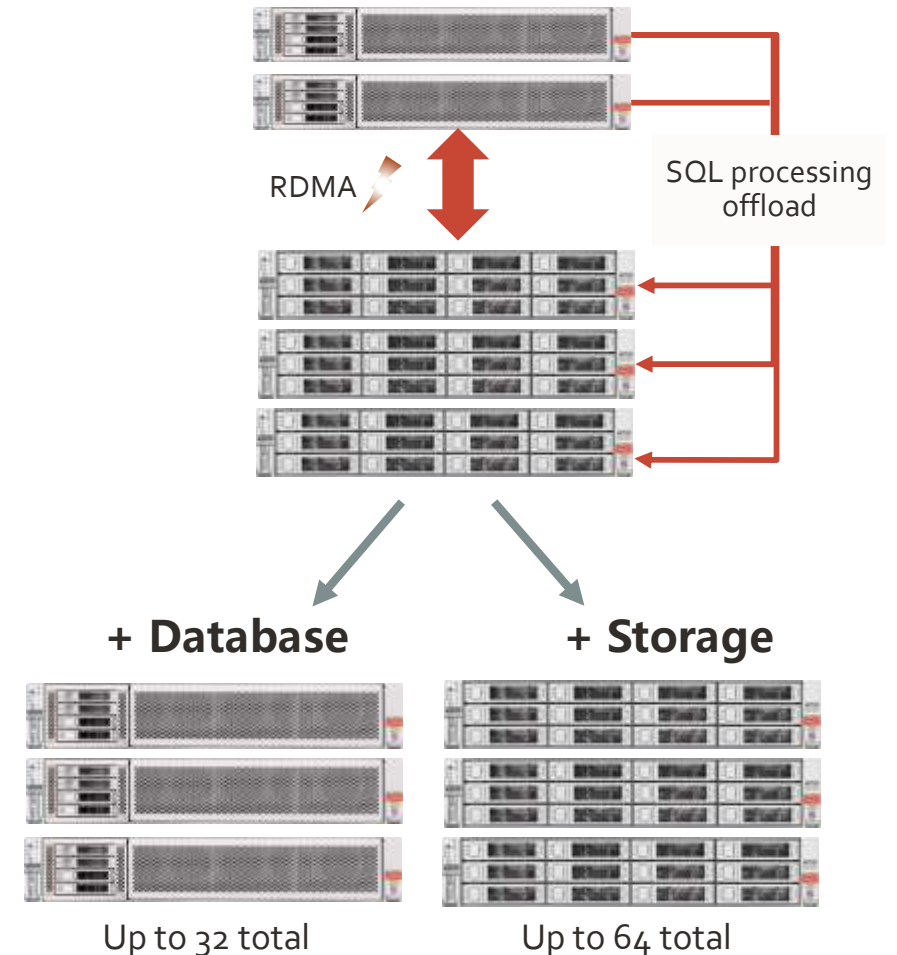 RDMA
SQL processing
offload
+ Database
+ Storage
Up to 32 total
Up to 64 total